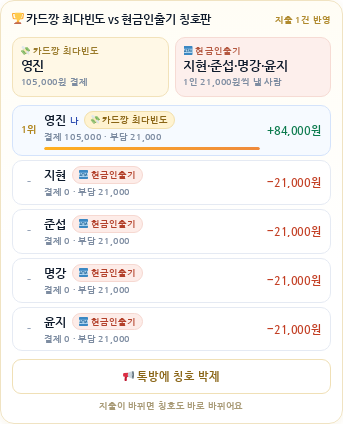 🏆 카드깡 최다빈도 vs 현금인출기 칭호판 지출 1건 반영
💸 카드깡 최다빈도
영진
105,000원 결제
🏧 현금인출기
지현·준섭·명강·윤지
1인 21,000원씩 낼 사람
1위 영진 나 💸 카드깡 최다빈도 +84,000원
결제 105,000 · 부담 21,000
- 지현 🏧 현금인출기 −21,000원
결제 0 · 부담 21,000
- 준섭 🏧 현금인출기 −21,000원
결제 0 · 부담 21,000
- 명강 🏧 현금인출기 −21,000원
결제 0 · 부담 21,000
- 윤지 🏧 현금인출기 −21,000원
결제 0 · 부담 21,000
📢 톡방에 칭호 박제
지출이 바뀌면 칭호도 바로 바뀌어요